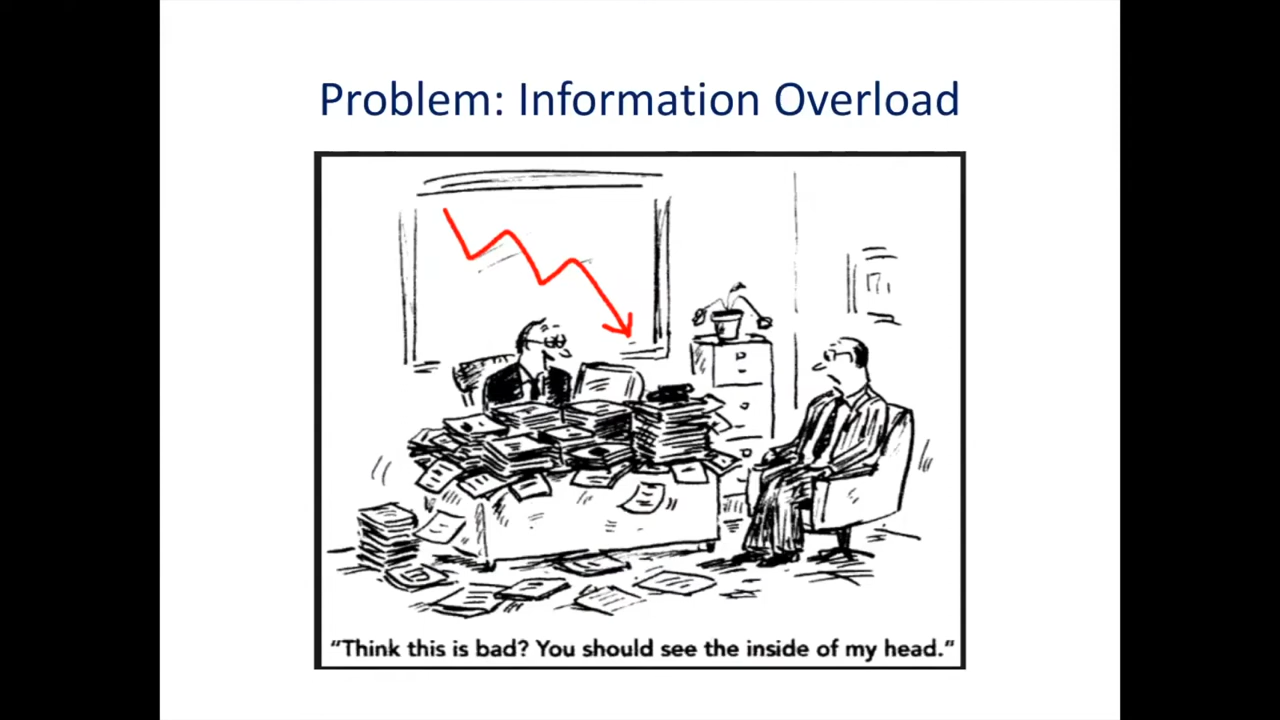 Problem: Information Overload
“Think this is bad? You should see the inside of my head.”